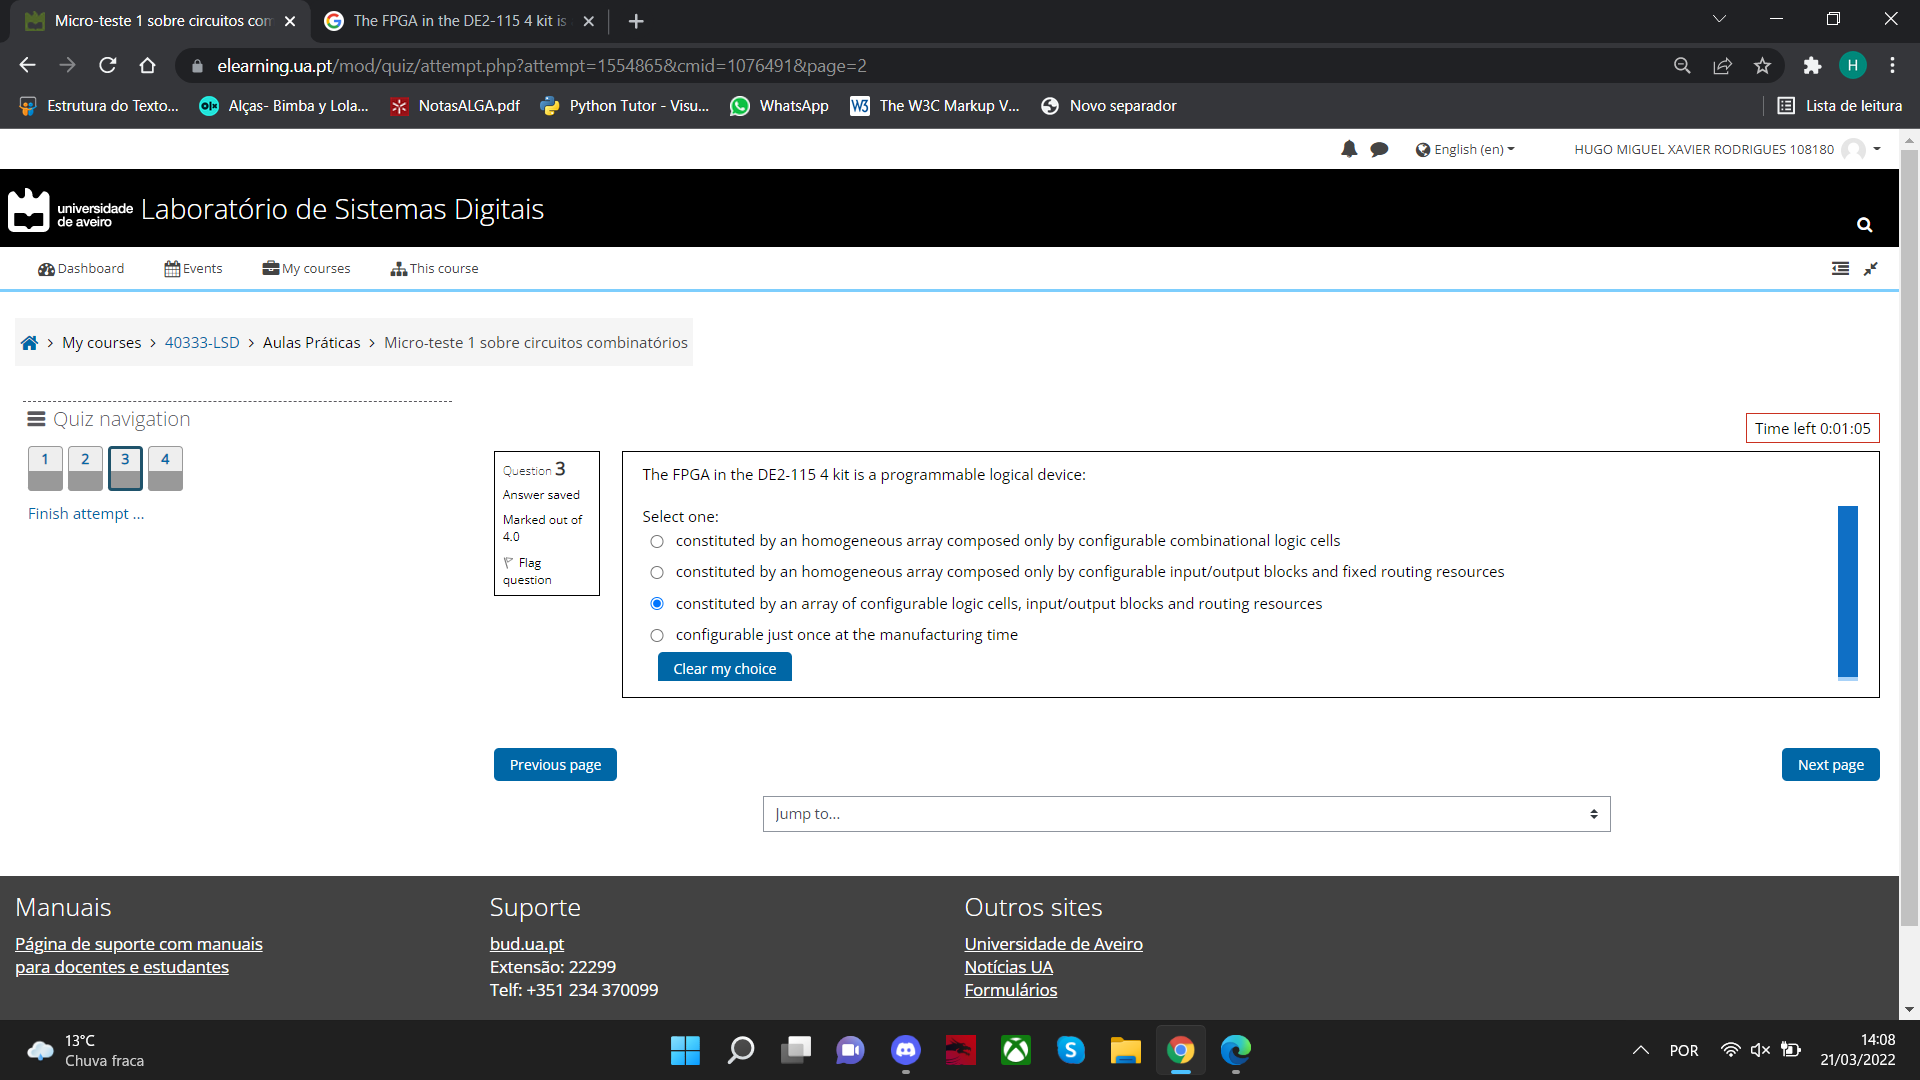 Micro-teste 1 sobre circuitos com
The FPGA in the DE2-115 4 kit is
elearning.ua.pt/mod/quiz/attempt.php?attempt=1554865&cmid=1076491&page=2
H
Estrutura do Texto...
Alças- Bimba y Lola...
NotasALGA.pdf
Python Tutor - Visu...
WhatsApp
W3
The W3C Markup V...
Novo separador
Lista de leitura
English (en)
HUGO MIGUEL XAVIER RODRIGUES 108180
universidade
de aveiro
Laboratório de Sistemas Digitais
Dashboard
Events
My courses
This course
My courses > 40333-LSD > Aulas Práticas > Micro-teste 1 sobre circuitos combinatórios
Quiz navigation
1 2 3 4
Finish attempt ...
Time left 0:01:05
Question 3
Answer saved
Marked out of
4.0
Flag
question
The FPGA in the DE2-115 4 kit is a programmable logical device:
Select one:
constituted by an homogeneous array composed only by configurable combinational logic cells
constituted by an homogeneous array composed only by configurable input/output blocks and fixed routing resources
constituted by an array of configurable logic cells, input/output blocks and routing resources
configurable just once at the manufacturing time
Clear my choice
Previous page
Next page
Jump to...
Manuais
Página de suporte com manuais
para docentes e estudantes
Suporte
bud.ua.pt
Extensão: 22299
Telf: +351 234 370099
Outros sites
Universidade de Aveiro
Notícias UA
Formulários
13°C
Chuva fraca
POR
14:08
21/03/2022